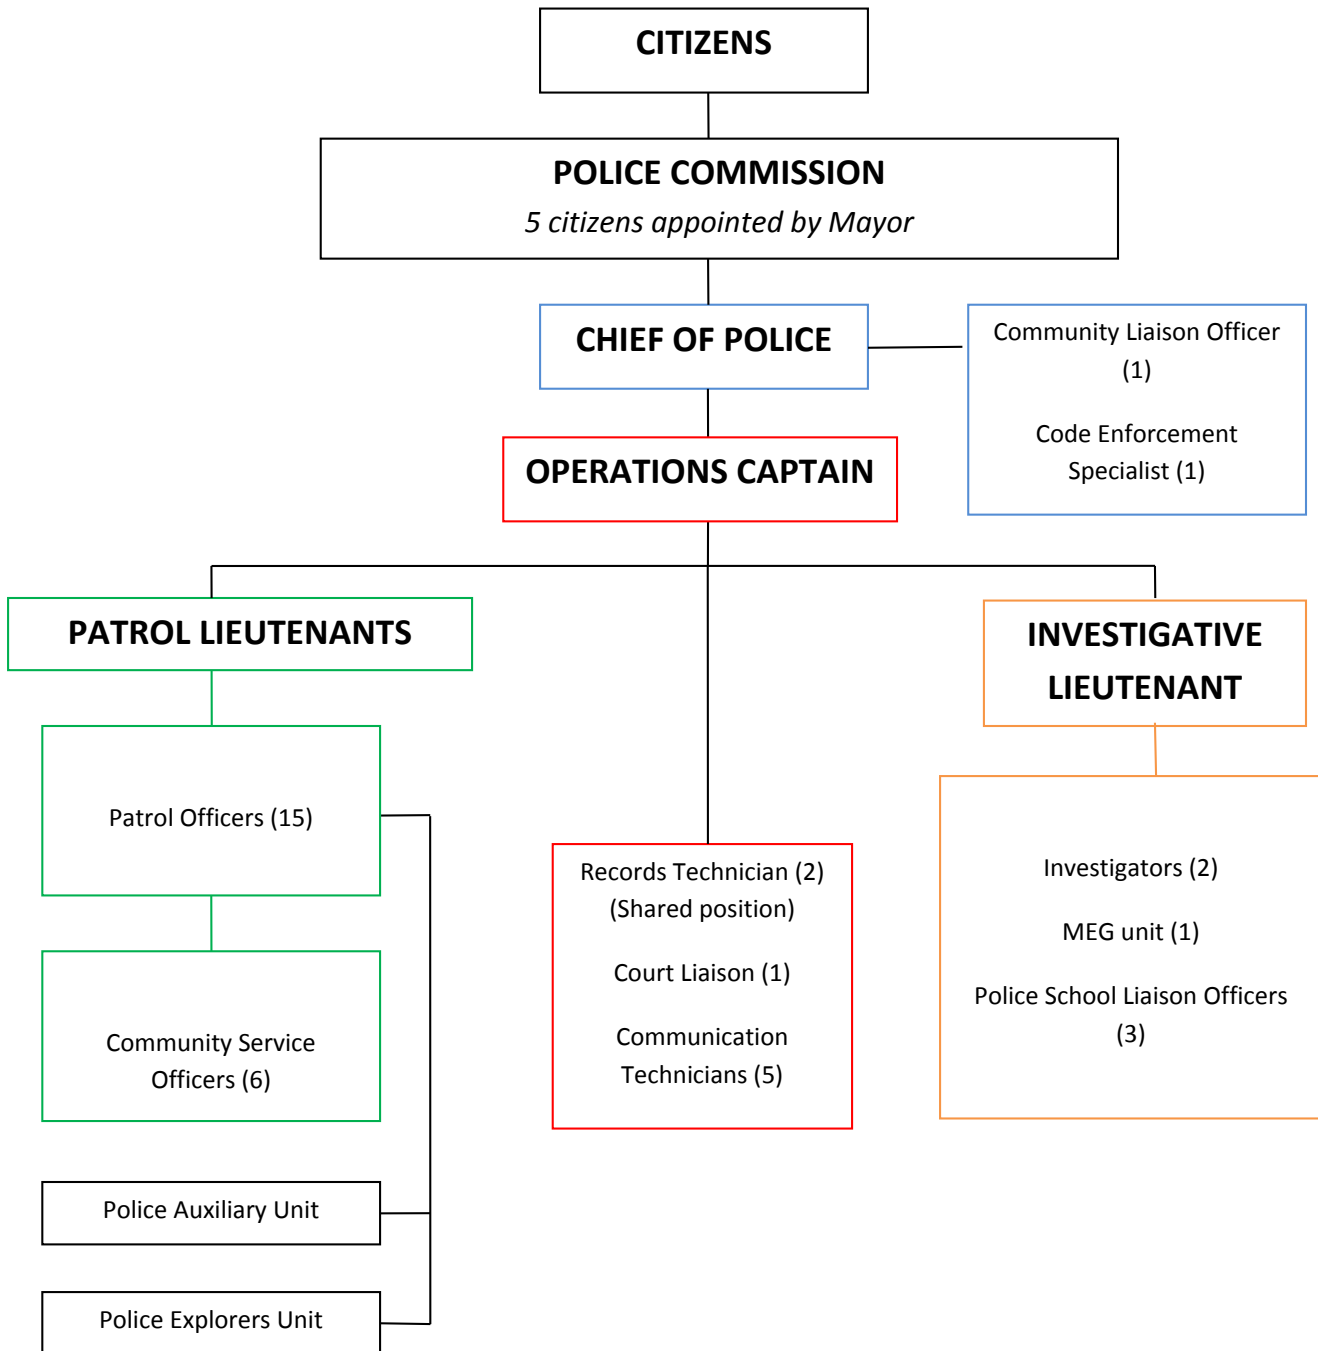 CITIZENS
POLICE COMMISSION
5 citizens appointed by Mayor
CHIEF OF POLICE
Community Liaison Officer
(1)
Code Enforcement
Specialist (1)
OPERATIONS CAPTAIN
PATROL LIEUTENANTS
INVESTIGATIVE
LIEUTENANT
Patrol Officers (15)
Community Service
Officers (6)
Police Auxiliary Unit
Police Explorers Unit
Records Technician (2)
(Shared position)
Court Liaison (1)
Communication
Technicians (5)
Investigators (2)
MEG unit (1)
Police School Liaison Officers
(3)